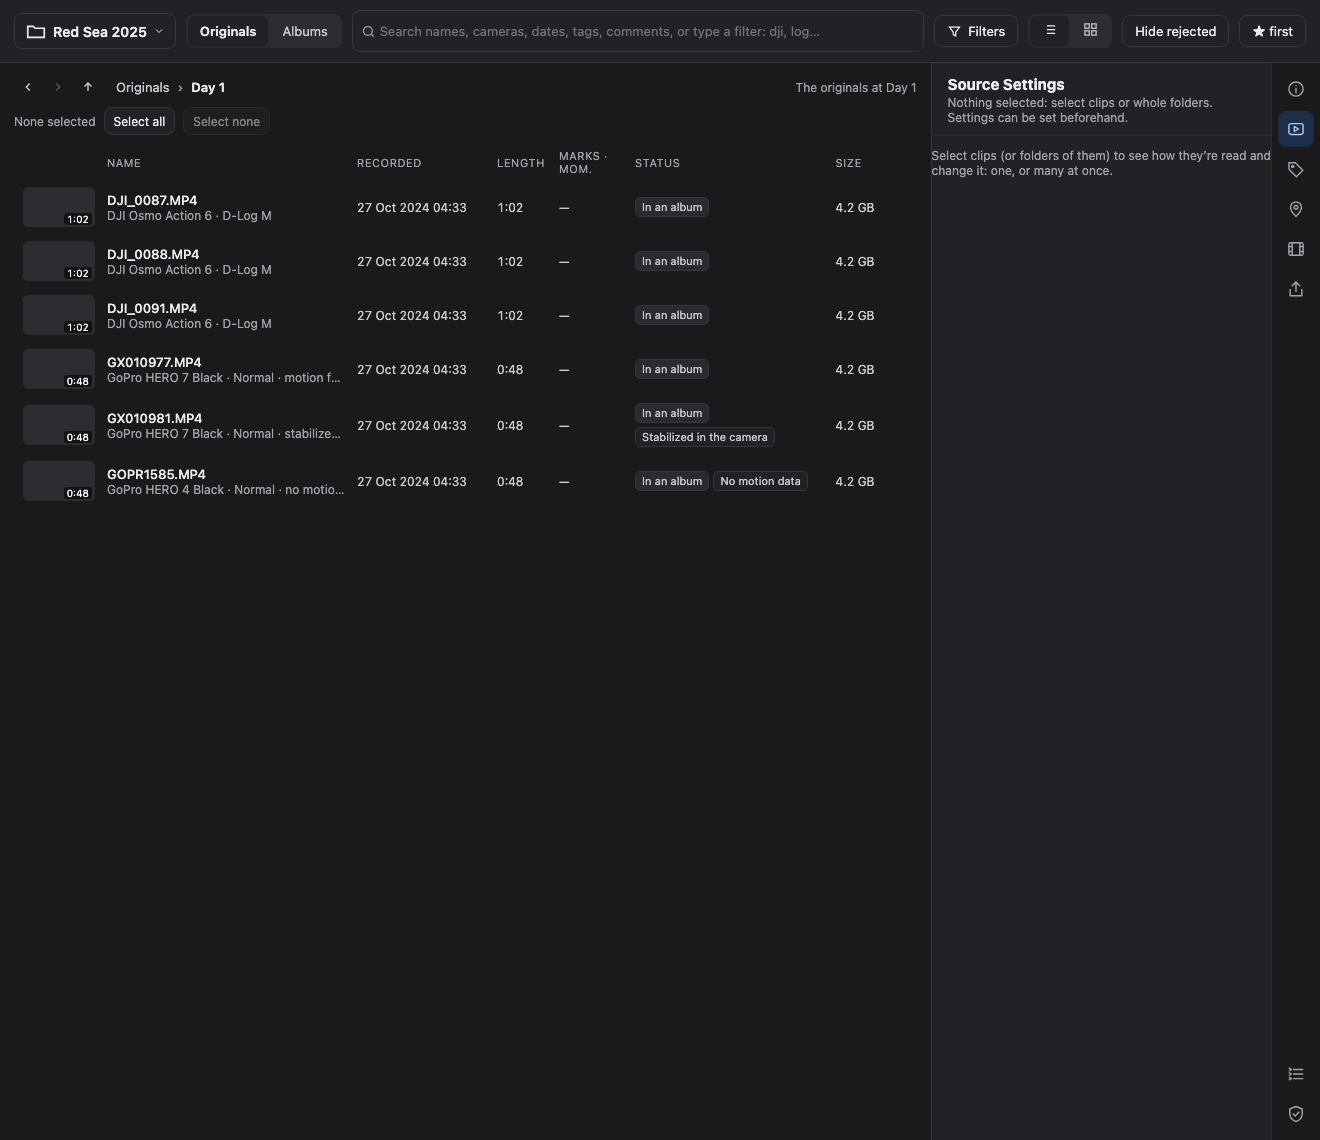 Red Sea 2025
Originals
Albums
Search names, cameras, dates, tags, comments, or type a filter: dji, log...
Filters
Hide rejected
★ first
Originals › Day 1
The originals at Day 1
None selected
Select all
Select none
NAME
RECORDED
LENGTH
MARKS ·
MOM.
STATUS
SIZE
1:02
DJI_0087.MP4
DJI Osmo Action 6 · D-Log M
27 Oct 2024 04:33
1:02
—
In an album
4.2 GB
1:02
DJI_0088.MP4
DJI Osmo Action 6 · D-Log M
27 Oct 2024 04:33
1:02
—
In an album
4.2 GB
1:02
DJI_0091.MP4
DJI Osmo Action 6 · D-Log M
27 Oct 2024 04:33
1:02
—
In an album
4.2 GB
0:48
GX010977.MP4
GoPro HERO 7 Black · Normal · motion f...
27 Oct 2024 04:33
0:48
—
In an album
4.2 GB
0:48
GX010981.MP4
GoPro HERO 7 Black · Normal · stabilize...
27 Oct 2024 04:33
0:48
—
In an album
Stabilized in the camera
4.2 GB
0:48
GOPR1585.MP4
GoPro HERO 4 Black · Normal · no motio...
27 Oct 2024 04:33
0:48
—
In an album
No motion data
4.2 GB
Source Settings
Nothing selected: select clips or whole folders.
Settings can be set beforehand.
Select clips (or folders of them) to see how they’re read and
change it: one, or many at once.